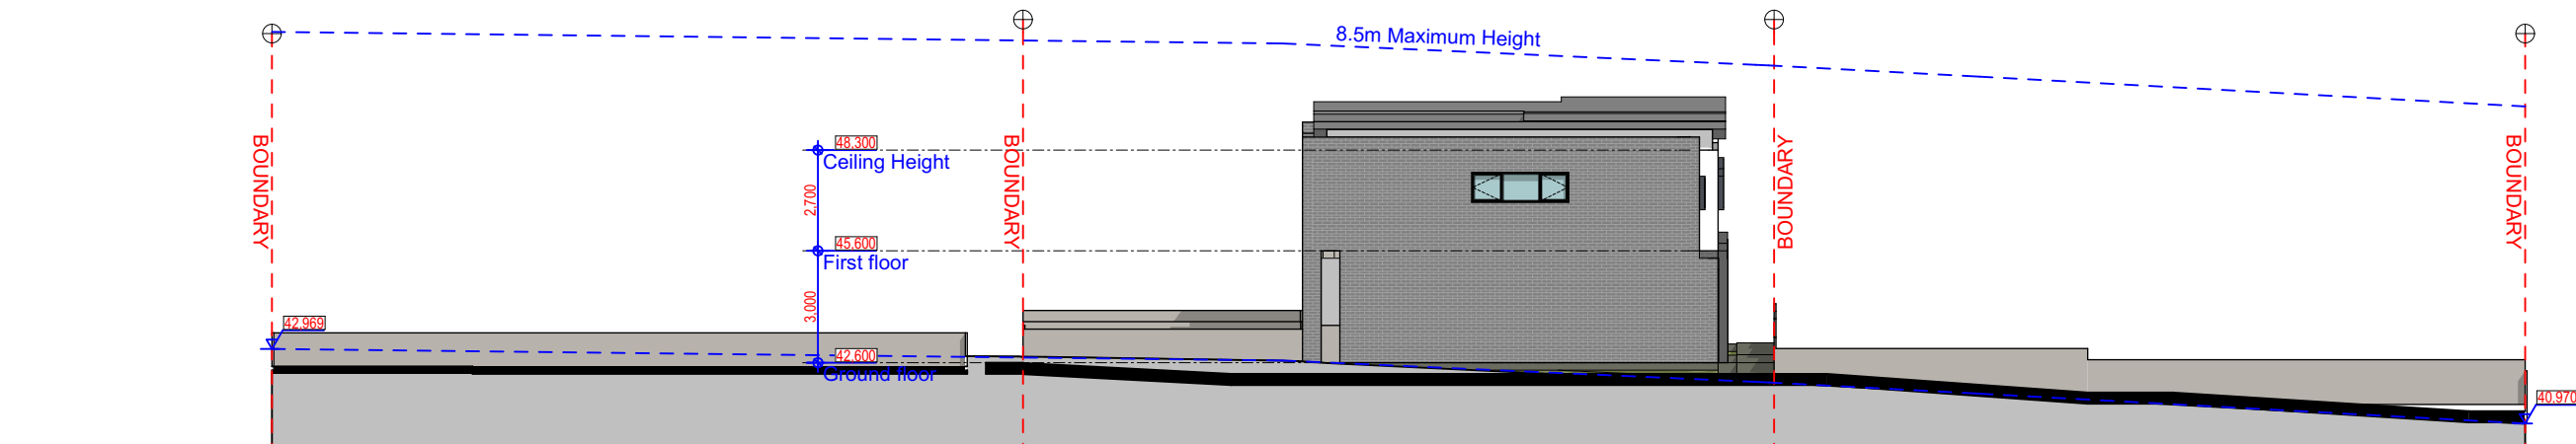 8.5m Maximum Height
BOUNDARY
BOUNDARY
BOUNDARY
BOUNDARY
48,300
Ceiling Height
2,700
45,600
First floor
3,000
42,969
42,600
Ground floor
40,970